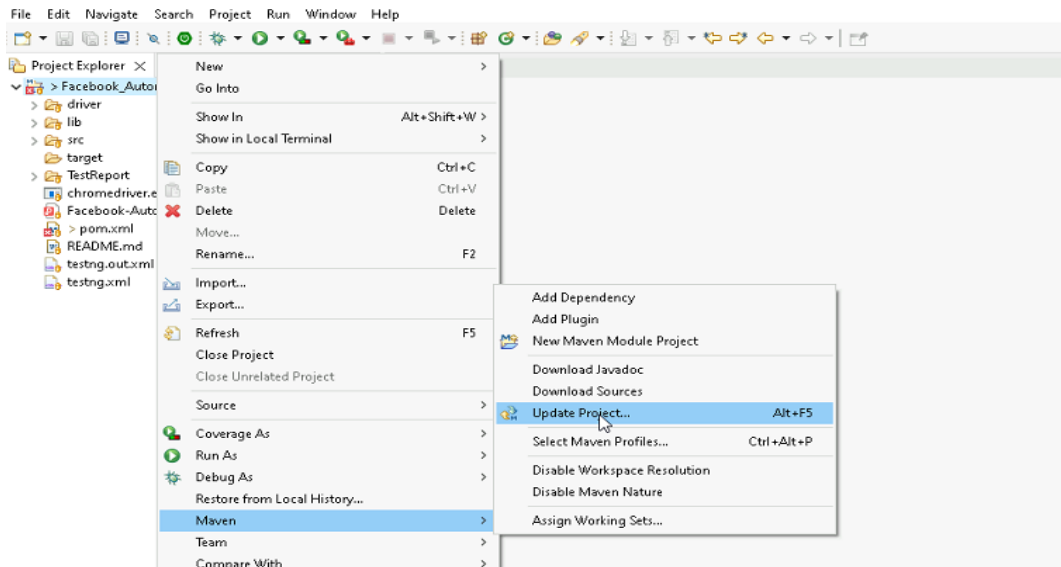 File Edit Navigate Search Project Run Window Help
Project Explorer
> Facebook_Autor
driver
lib
src
target
TestReport
chromedriver.e
Facebook-Auto
> pom.xml
README.md
testng.out.xml
testng.xml
New
Go Into
Show In Alt+Shift+W >
Show in Local Terminal
Copy Ctrl+C
Paste Ctrl+V
Delete Delete
Move...
Rename... F2
Import...
Export...
Refresh F5
Close Project
Close Unrelated Project
Source
Coverage As
Run As
Debug As
Restore from Local History...
Maven
Team
Compare With
Add Dependency
Add Plugin
New Maven Module Project
Download Javadoc
Download Sources
Update Project... Alt+F5
Select Maven Profiles... Ctrl+Alt+P
Disable Workspace Resolution
Disable Maven Nature
Assign Working Sets...